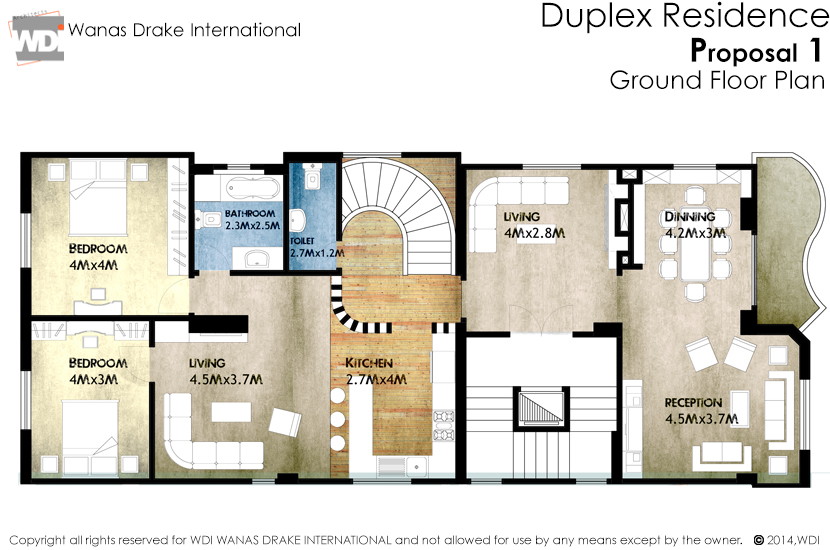 Architects
WDI
Wanas Drake International
Duplex Residence
Proposal 1
Ground Floor Plan
Bedroom
4Mx4M
Bathroom
2.3Mx2.5M
Toilet
2.7Mx1.2M
Living
4Mx2.8M
Dinning
4.2Mx3M
Bedroom
4Mx3M
Living
4.5Mx3.7M
Kitchen
2.7Mx4M
Reception
4.5Mx3.7M
Copyright all rights reserved for WDI WANAS DRAKE INTERNATIONAL and not allowed for use by any means except by the owner. © 2014,WDI